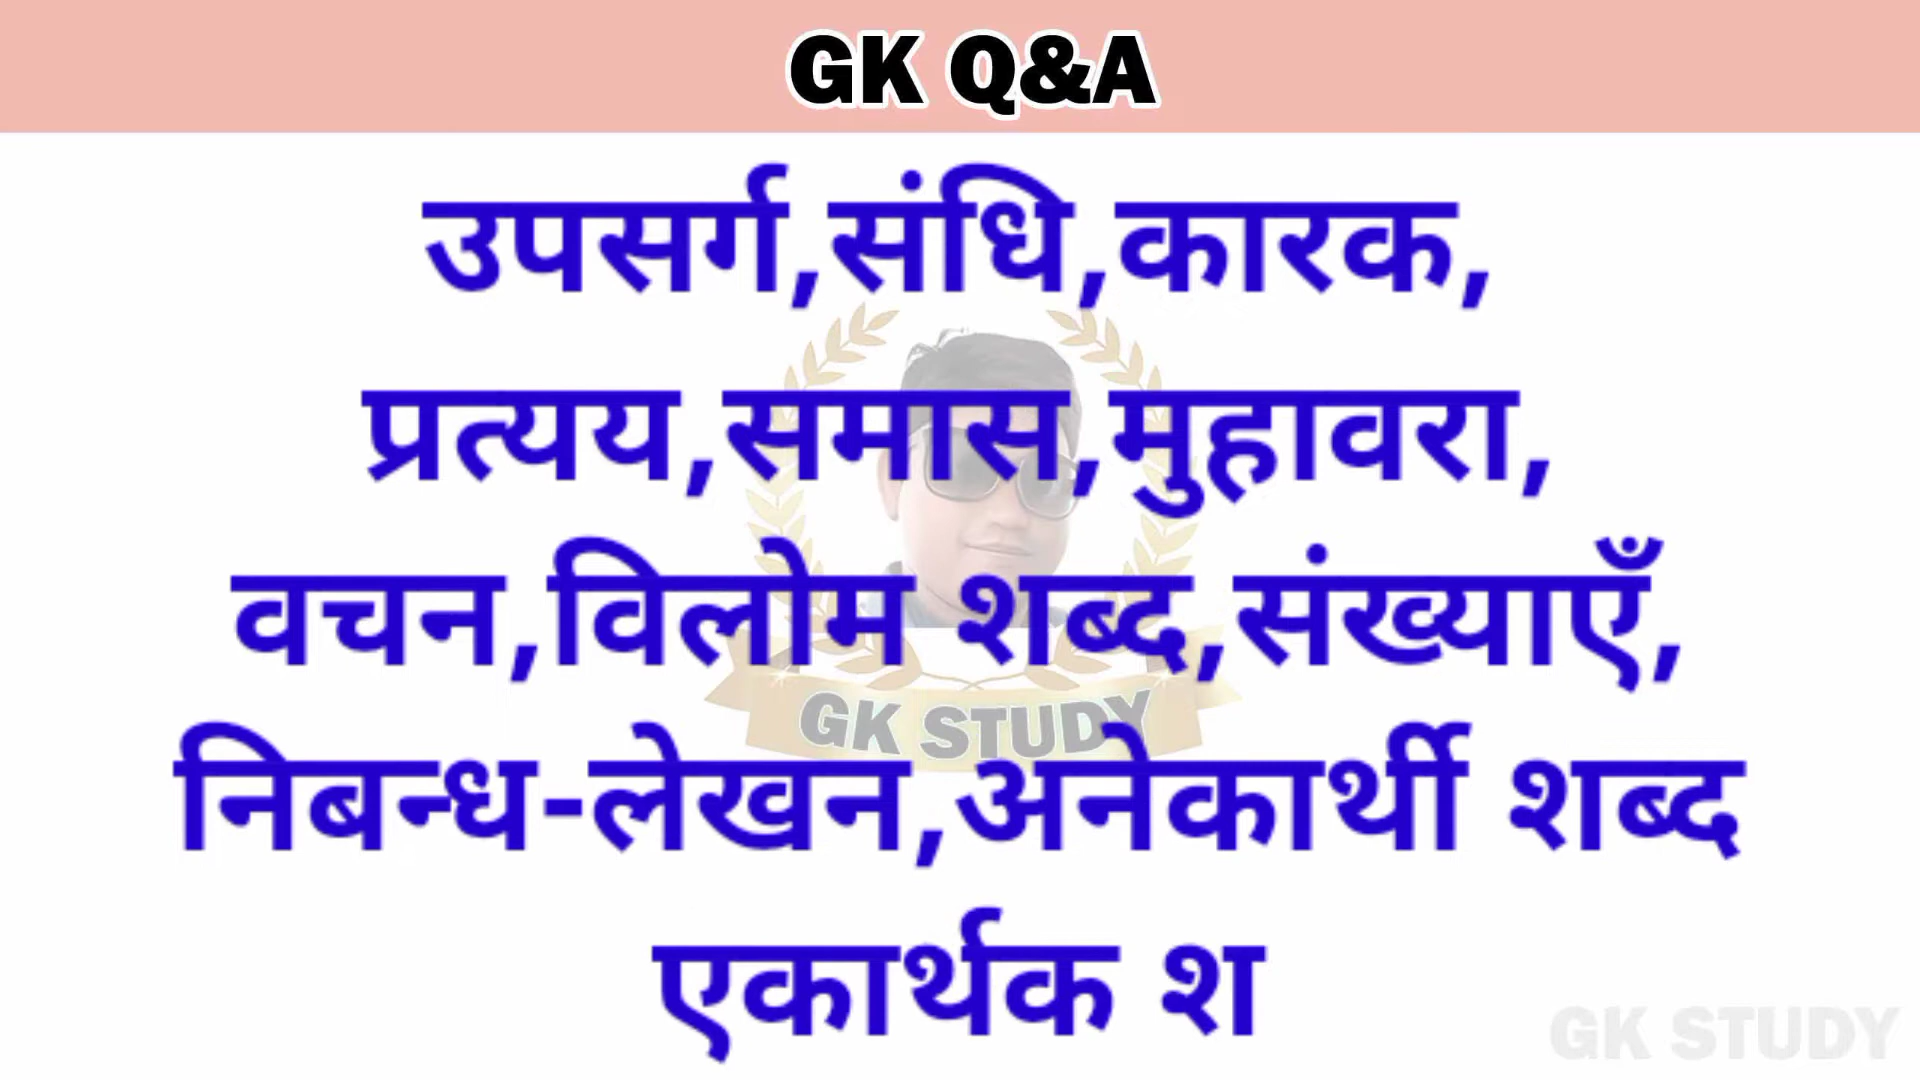 GK Q&A
उपसर्ग,संधि,कारक,
प्रत्यय,समास,मुहावरा,
वचन,विलोम शब्द,संख्याएँ,
GK STUDY
निबन्ध-लेखन,अनेकार्थी शब्द
एकार्थक श
GK STUDY